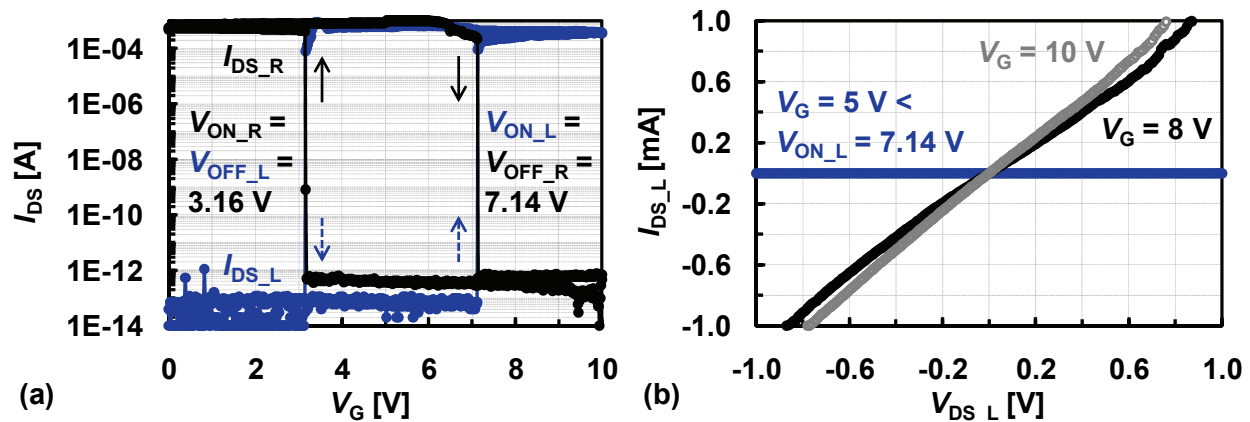 1E-04
1E-06
1E-08
1E-10
1E-12
1E-14
I_DS [A]
I_DS_R
V_ON_R =
V_OFF_L =
3.16 V
V_ON_L =
V_OFF_R =
7.14 V
I_DS_L
0 2 4 6 8 10
V_G [V]
(a)
1.0
0.6
0.2
-0.2
-0.6
-1.0
I_DS_L [mA]
V_G = 10 V
V_G = 5 V <
V_ON_L = 7.14 V
V_G = 8 V
-1.0 -0.6 -0.2 0.2 0.6 1.0
V_DS_L [V]
(b)